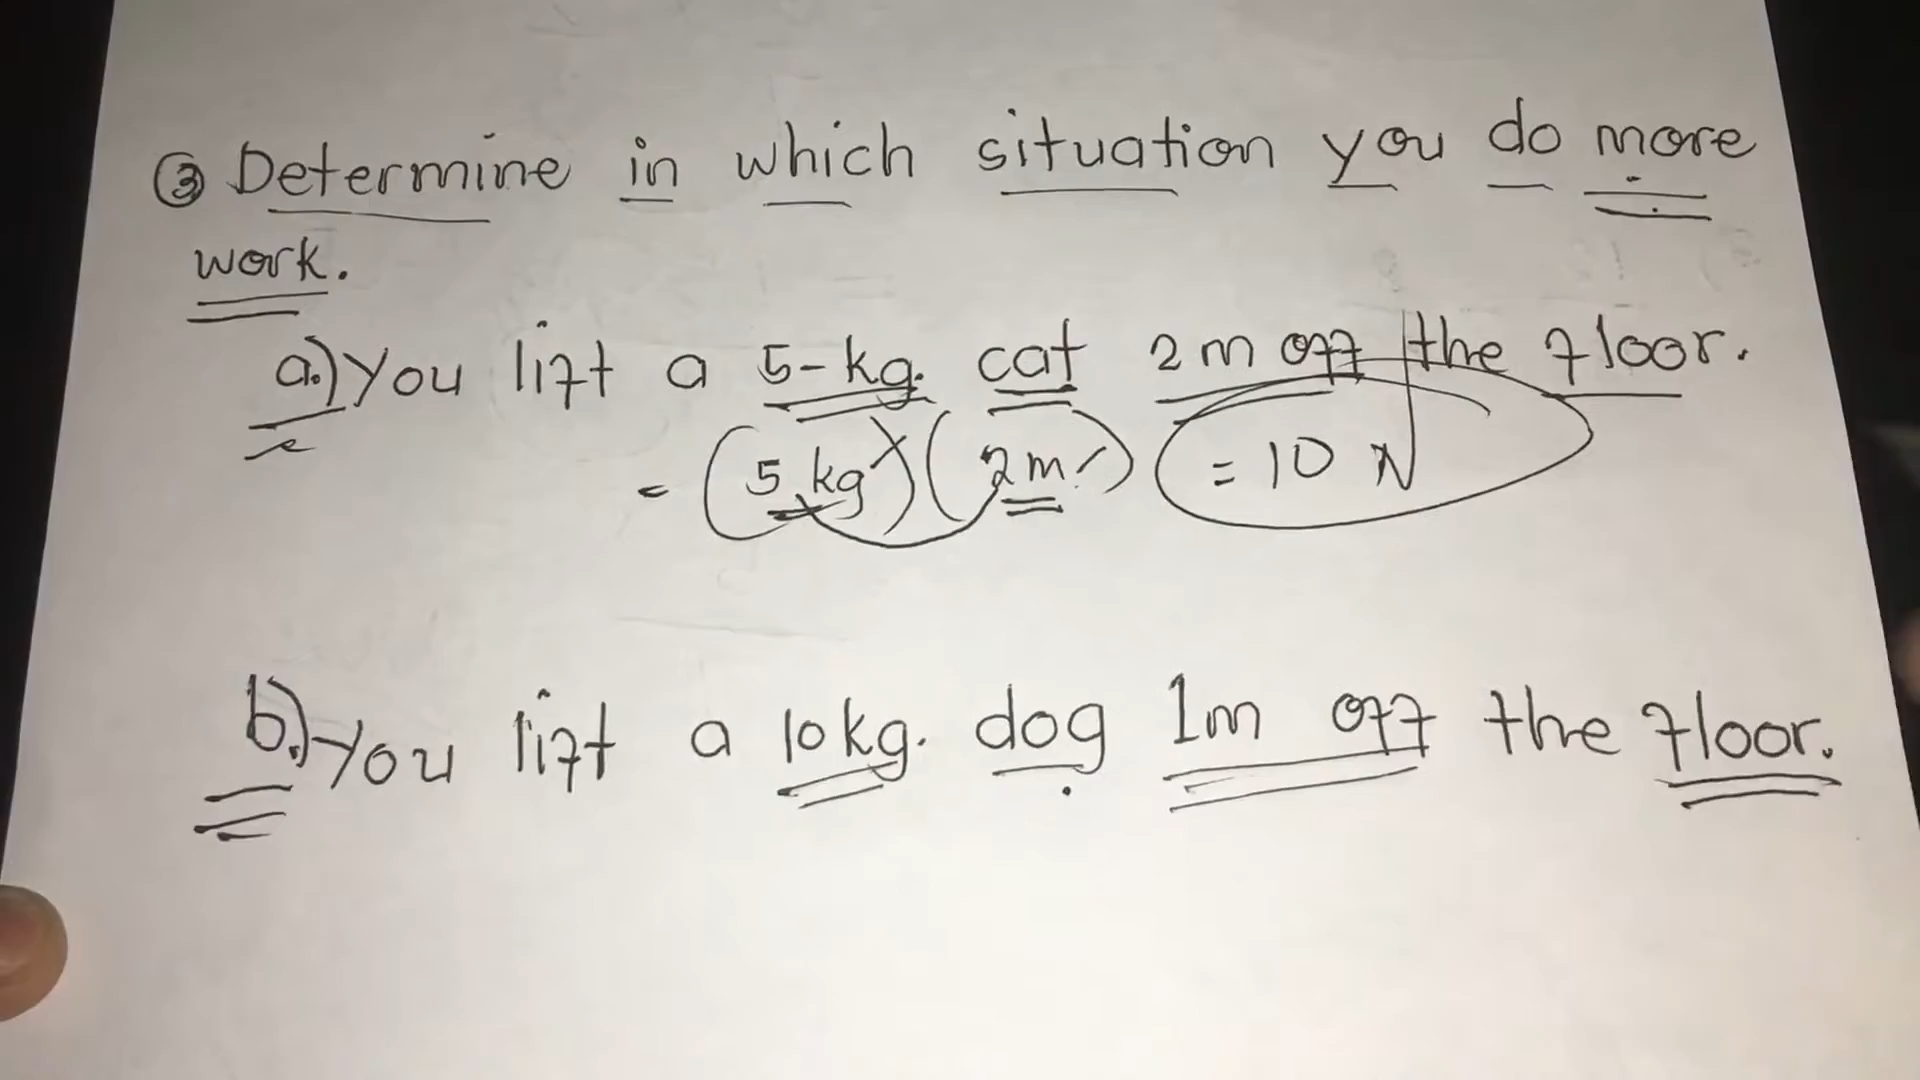 ③ Determine in which situation you do more
work.
a.) You lift a 5-kg. cat 2m off the floor.
= (5 kg)(2m) = 10 N
b.) You lift a 10kg. dog 1m off the floor.